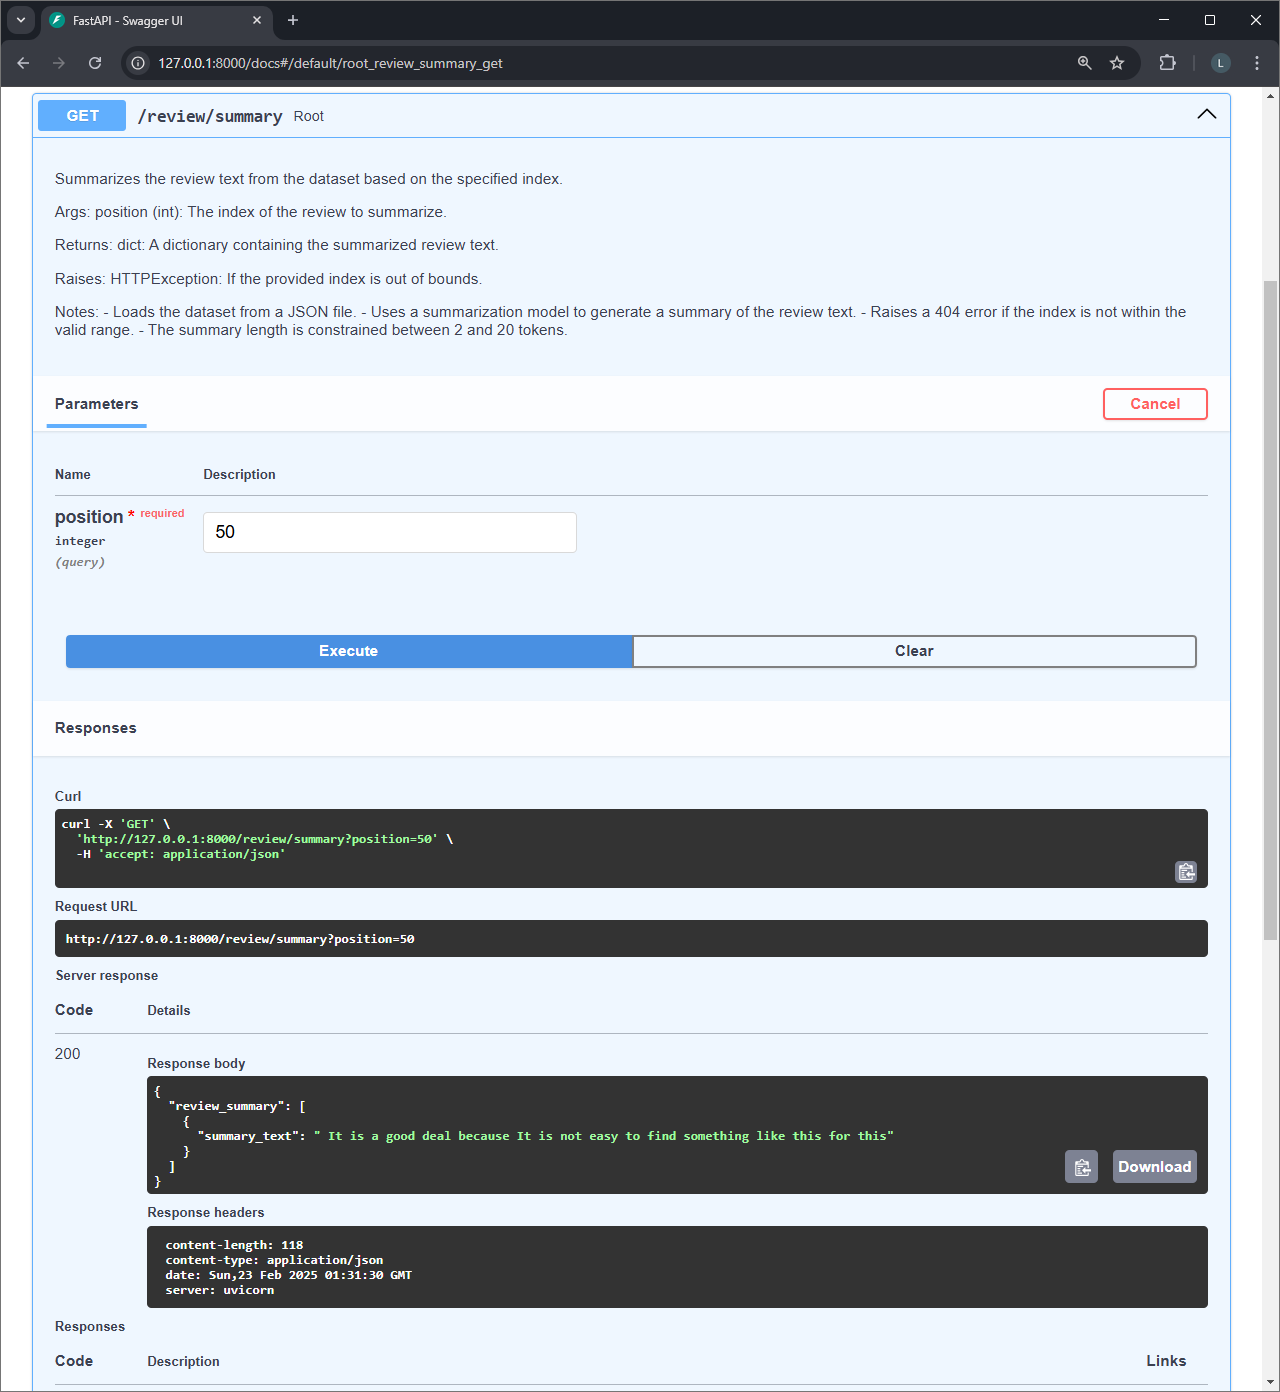 FastAPI - Swagger UI
127.0.0.1:8000/docs#/default/root_review_summary_get
L
GET /review/summary Root
Summarizes the review text from the dataset based on the specified index.
Args: position (int): The index of the review to summarize.
Returns: dict: A dictionary containing the summarized review text.
Raises: HTTPException: If the provided index is out of bounds.
Notes: - Loads the dataset from a JSON file. - Uses a summarization model to generate a summary of the review text. - Raises a 404 error if the index is not within the
valid range. - The summary length is constrained between 2 and 20 tokens.
Parameters Cancel
Name Description
position * required
integer
(query)
50
Execute Clear
Responses
Curl
curl -X 'GET' \
  'http://127.0.0.1:8000/review/summary?position=50' \
  -H 'accept: application/json'
Request URL
http://127.0.0.1:8000/review/summary?position=50
Server response
Code Details
200
Response body
{
  "review_summary": [
    {
      "summary_text": " It is a good deal because It is not easy to find something like this for this"
    }
  ]
}
Download
Response headers
content-length: 118
content-type: application/json
date: Sun,23 Feb 2025 01:31:30 GMT
server: uvicorn
Responses
Code Description Links